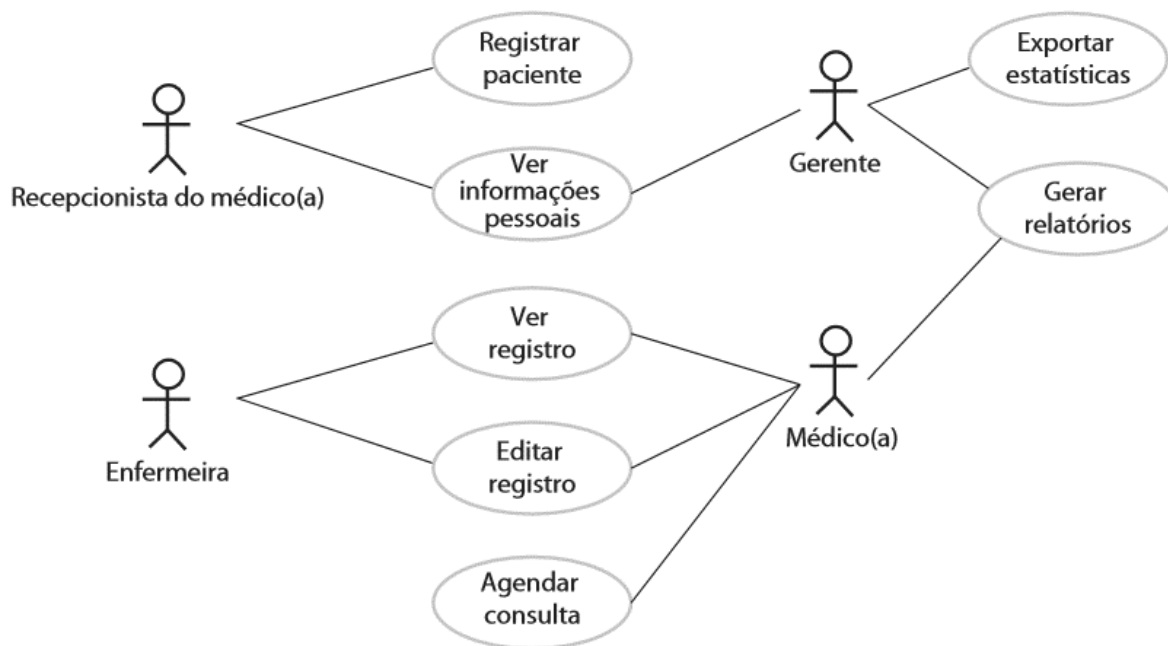 Registrar
paciente
Exportar
estatísticas
Recepcionista do médico(a)
Ver
informações
pessoais
Gerente
Gerar
relatórios
Ver
registro
Enfermeira
Editar
registro
Médico(a)
Agendar
consulta